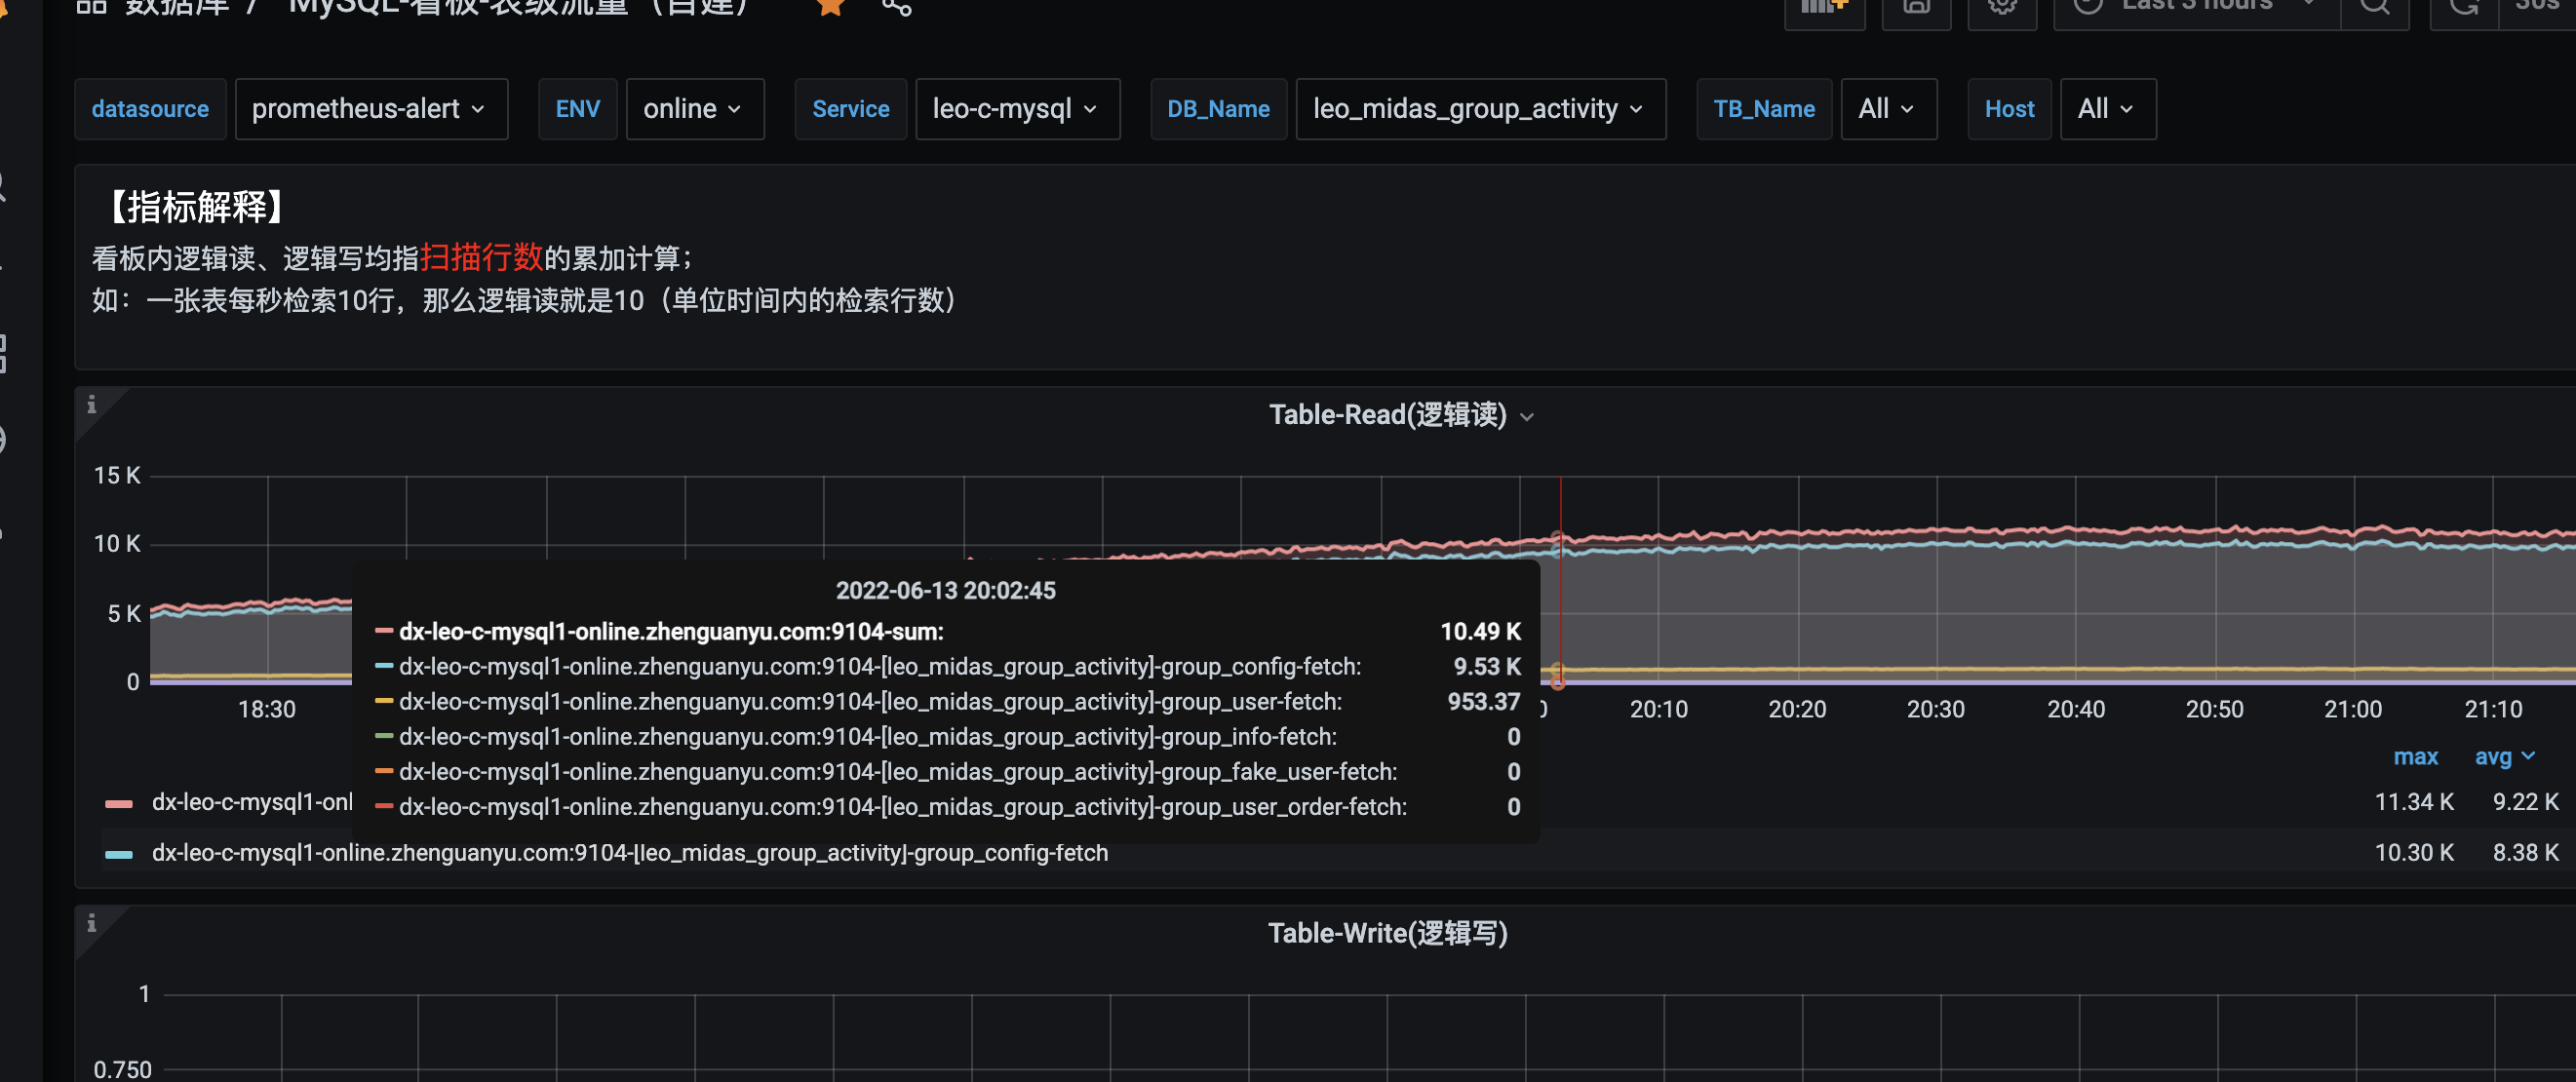 数据库 / MySQL-看板-表级流量（自建）
Last 3 hours
30s
datasource prometheus-alert ENV online Service leo-c-mysql DB_Name leo_midas_group_activity TB_Name All Host All
【指标解释】
看板内逻辑读、逻辑写均指扫描行数的累加计算；
如：一张表每秒检索10行，那么逻辑读就是10（单位时间内的检索行数）
Table-Read(逻辑读)
15 K
10 K
5 K
0
18:30
20:10 20:20 20:30 20:40 20:50 21:00 21:10
2022-06-13 20:02:45
dx-leo-c-mysql1-online.zhenguanyu.com:9104-sum: 10.49 K
dx-leo-c-mysql1-online.zhenguanyu.com:9104-[leo_midas_group_activity]-group_config-fetch: 9.53 K
dx-leo-c-mysql1-online.zhenguanyu.com:9104-[leo_midas_group_activity]-group_user-fetch: 953.37
dx-leo-c-mysql1-online.zhenguanyu.com:9104-[leo_midas_group_activity]-group_info-fetch: 0
dx-leo-c-mysql1-online.zhenguanyu.com:9104-[leo_midas_group_activity]-group_fake_user-fetch: 0
dx-leo-c-mysql1-online.zhenguanyu.com:9104-[leo_midas_group_activity]-group_user_order-fetch: 0
max avg
dx-leo-c-mysql1-onl 11.34 K 9.22 K
dx-leo-c-mysql1-online.zhenguanyu.com:9104-[leo_midas_group_activity]-group_config-fetch 10.30 K 8.38 K
Table-Write(逻辑写)
1
0.750